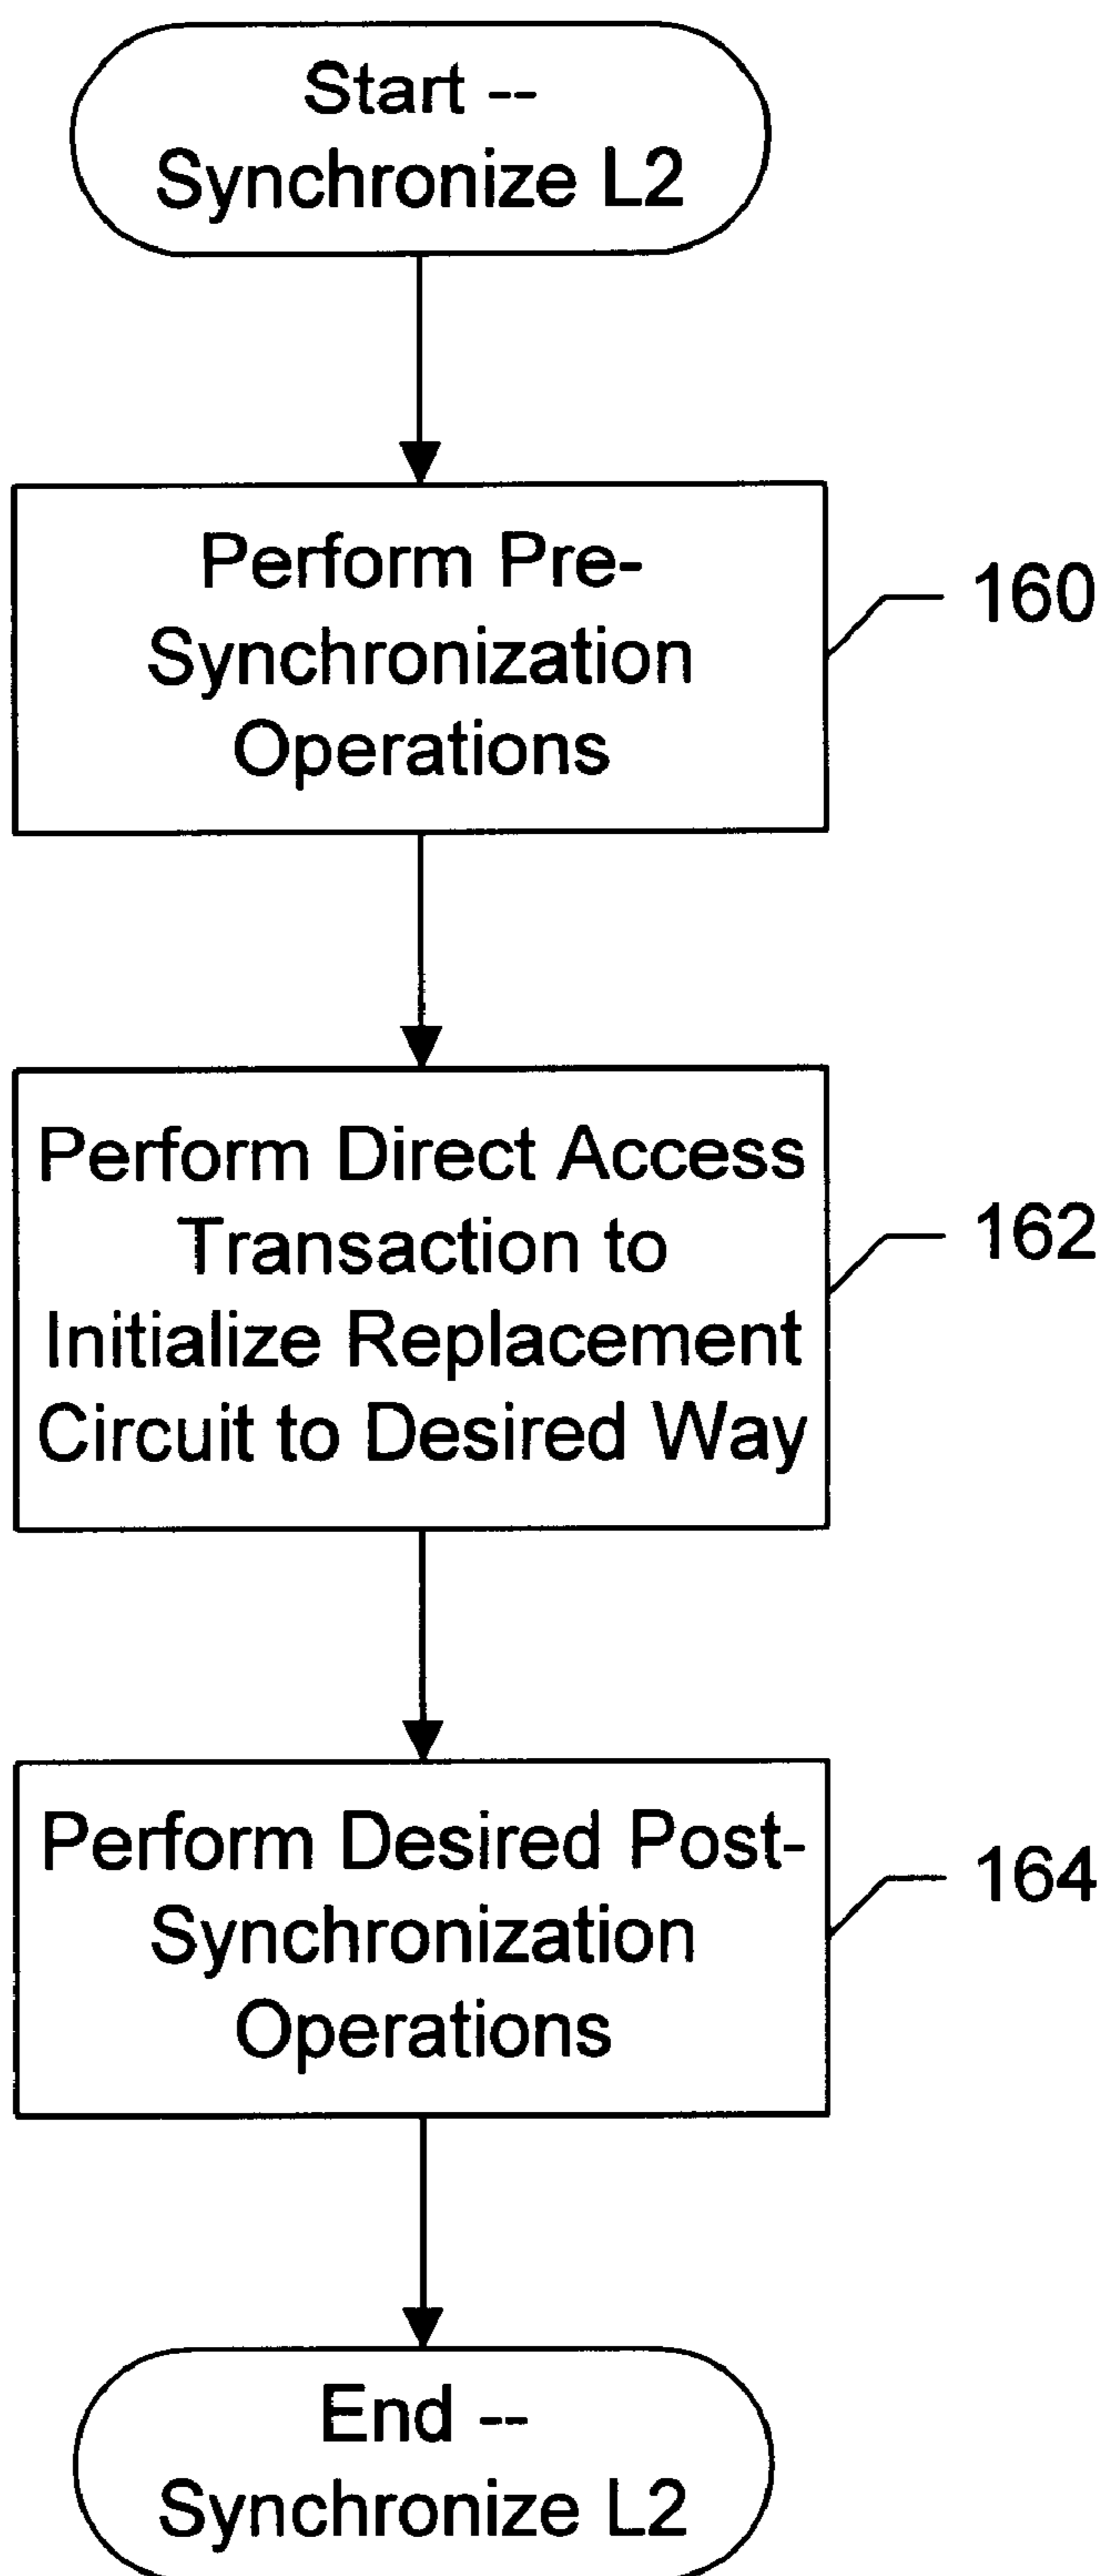 Start --
Synchronize L2
Perform Pre-
Synchronization
Operations
160
Perform Direct Access
Transaction to
Initialize Replacement
Circuit to Desired Way
162
Perform Desired Post-
Synchronization
Operations
164
End --
Synchronize L2